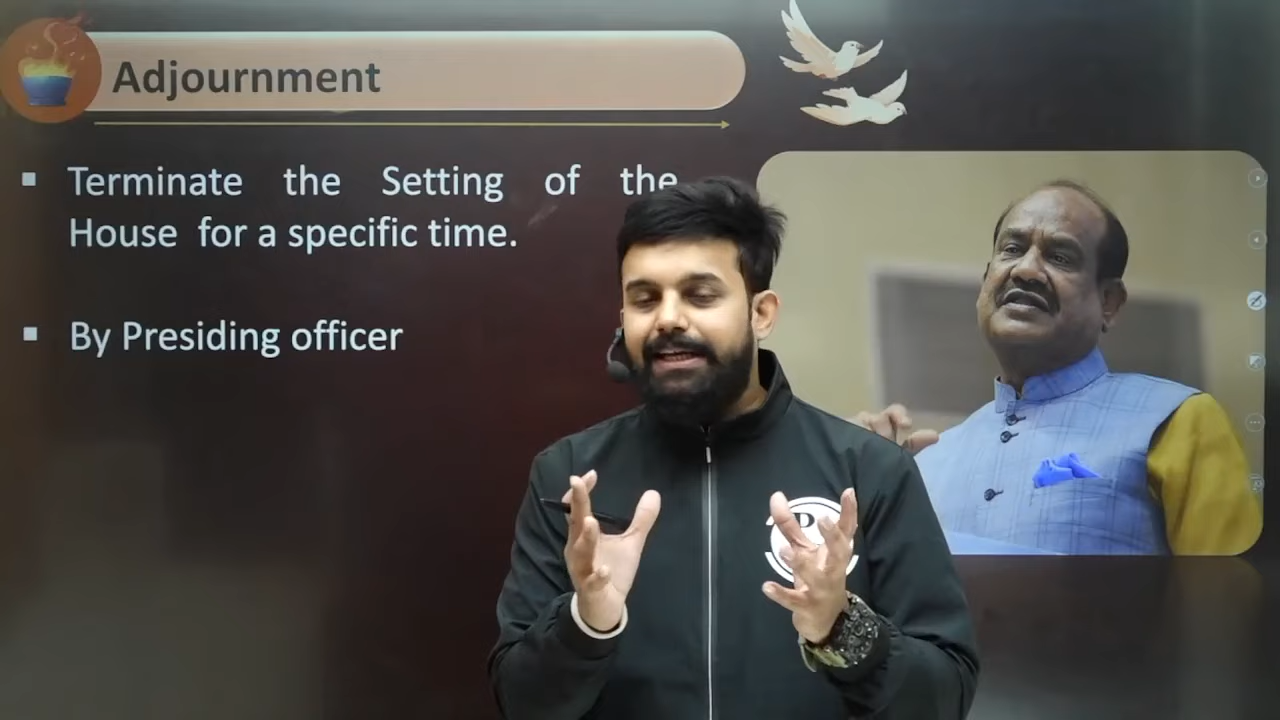 Adjournment
Terminate the Setting of the
House for a specific time.
By Presiding officer